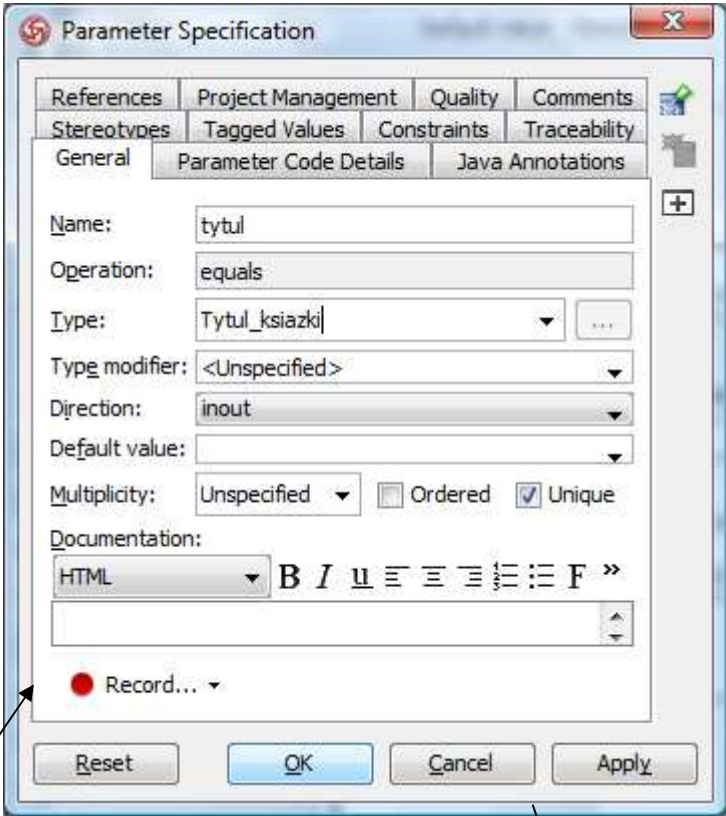 Parameter Specification
References Project Management Quality Comments
Stereotypes Tagged Values Constraints Traceability
General Parameter Code Details Java Annotations
Name: tytul
Operation: equals
Type: Tytul_ksiazki ...
Type modifier: <Unspecified>
Direction: inout
Default value:
Multiplicity: Unspecified Ordered Unique
Documentation:
HTML B I u F »
Record...
Reset OK Cancel Apply